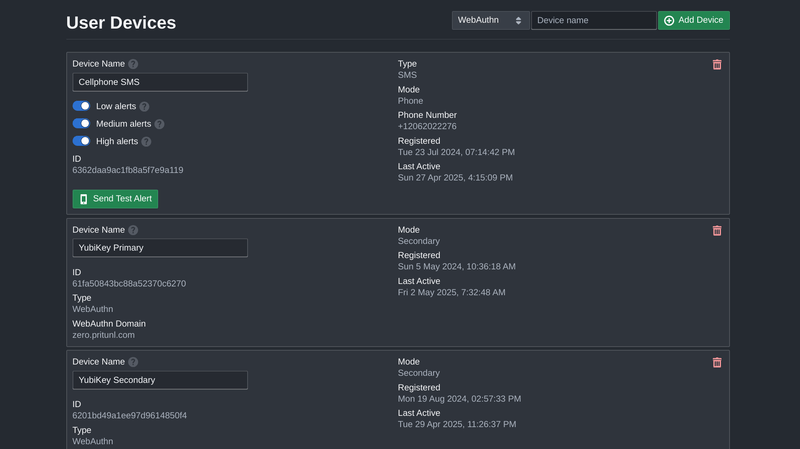 User Devices
WebAuthn
Device name
Add Device
Device Name
Cellphone SMS
Low alerts
Medium alerts
High alerts
ID
6362daa9ac1fb8a5f7e9a119
Send Test Alert
Type
SMS
Mode
Phone
Phone Number
+12062022276
Registered
Tue 23 Jul 2024, 07:14:42 PM
Last Active
Sun 27 Apr 2025, 4:15:09 PM
Device Name
YubiKey Primary
ID
61fa50843bc88a52370c6270
Type
WebAuthn
WebAuthn Domain
zero.pritunl.com
Mode
Secondary
Registered
Sun 5 May 2024, 10:36:18 AM
Last Active
Fri 2 May 2025, 7:32:48 AM
Device Name
YubiKey Secondary
ID
6201bd49a1ee97d9614850f4
Type
WebAuthn
Mode
Secondary
Registered
Mon 19 Aug 2024, 02:57:33 PM
Last Active
Tue 29 Apr 2025, 11:26:37 PM